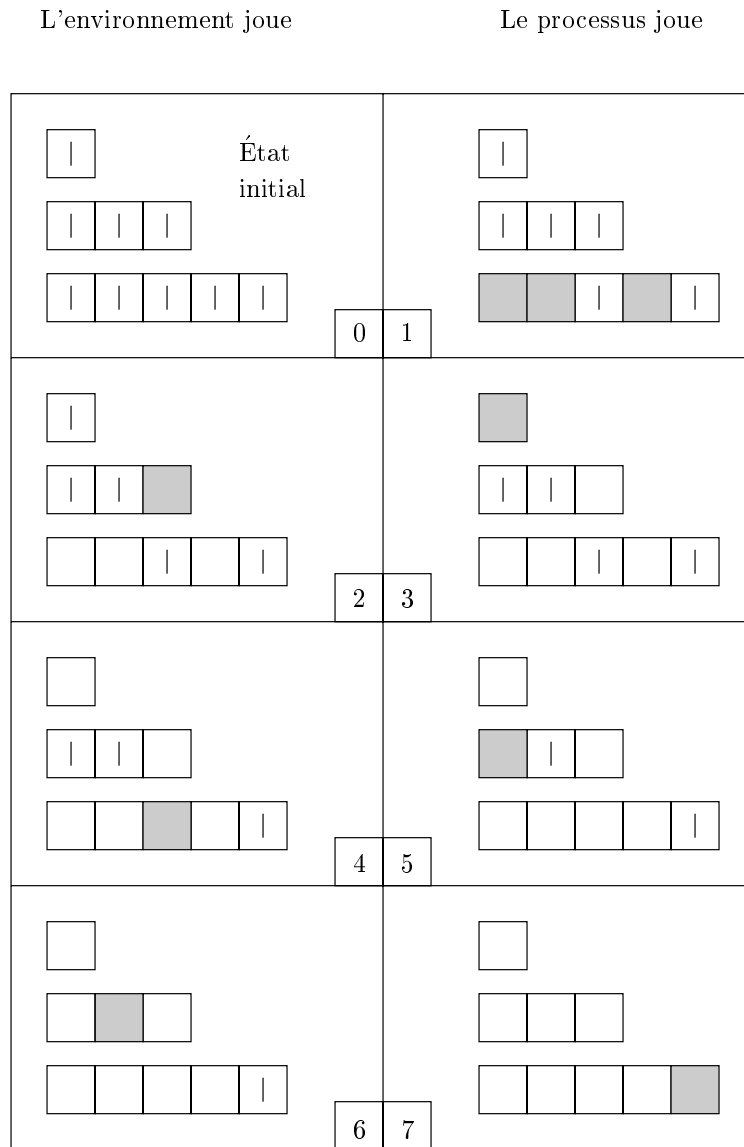 L'environnement joue
Le processus joue
État
initial
0 1
2 3
4 5
6 7